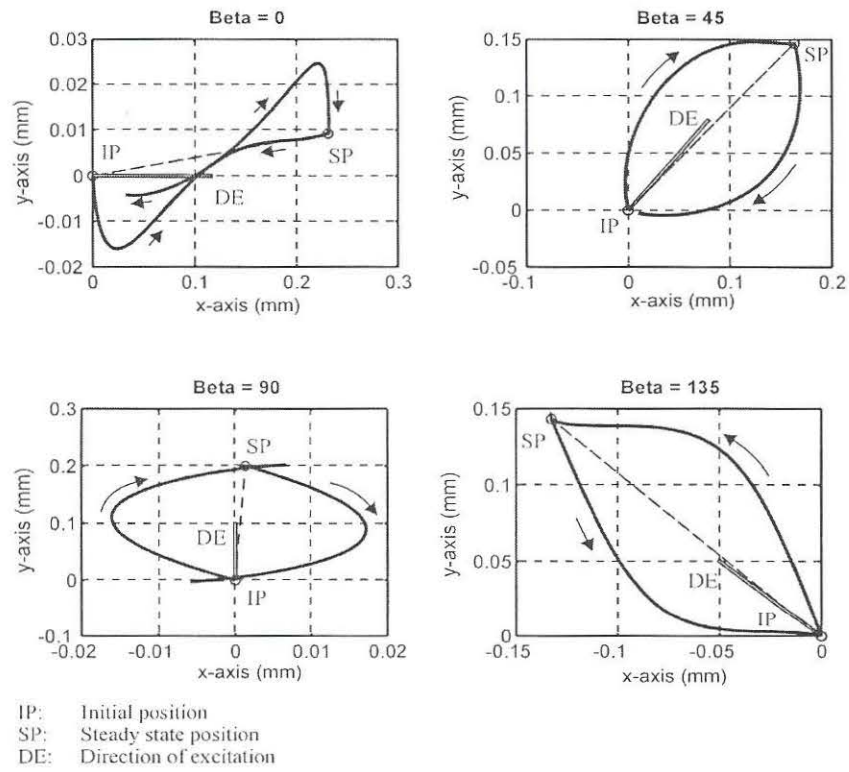 Beta = 0
0.03
0.02
0.01
0
-0.01
-0.02
y-axis (mm)
IP
SP
DE
0
0.1
0.2
0.3
x-axis (mm)
Beta = 45
0.15
0.1
0.05
0
-0.05
y-axis (mm)
SP
DE
IP
-0.1
0
0.1
0.2
x-axis (mm)
Beta = 90
0.3
0.2
0.1
0
-0.1
y-axis (mm)
SP
DE
IP
-0.02
-0.01
0
0.01
0.02
x-axis (mm)
Beta = 135
0.15
0.1
0.05
0
y-axis (mm)
SP
DE
IP
-0.15
-0.1
-0.05
0
x-axis (mm)
IP: Initial position
SP: Steady state position
DE: Direction of excitation